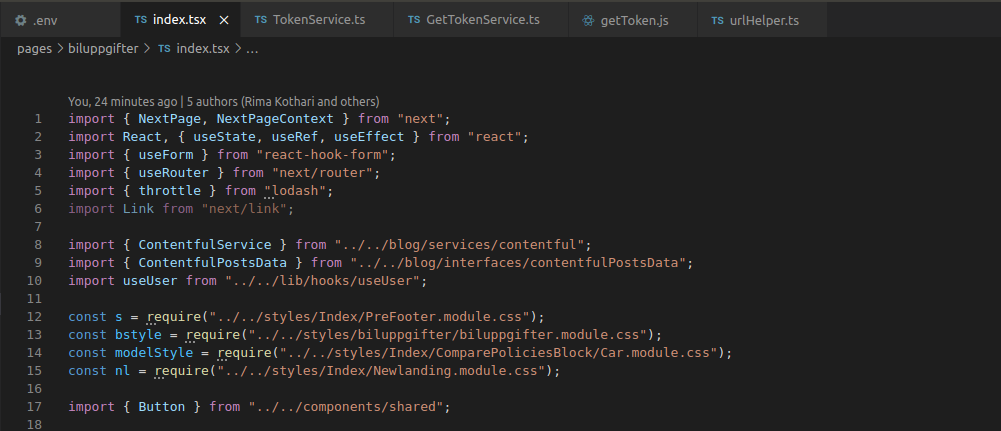 .env TS index.tsx × TS TokenService.ts TS GetTokenService.ts getToken.js TS urlHelper.ts
pages > biluppgifter > TS index.tsx > ...
You, 24 minutes ago | 5 authors (Rima Kothari and others)
1 import { NextPage, NextPageContext } from "next";
2 import React, { useState, useRef, useEffect } from "react";
3 import { useForm } from "react-hook-form";
4 import { useRouter } from "next/router";
5 import { throttle } from "lodash";
6 import Link from "next/link";
7
8 import { ContentfulService } from "../../blog/services/contentful";
9 import { ContentfulPostsData } from "../../blog/interfaces/contentfulPostsData";
10 import useUser from "../../lib/hooks/useUser";
11
12 const s = require("../../styles/Index/PreFooter.module.css");
13 const bstyle = require("../../styles/biluppgifter/biluppgifter.module.css");
14 const modelStyle = require("../../styles/Index/ComparePoliciesBlock/Car.module.css");
15 const nl = require("../../styles/Index/Newlanding.module.css");
16
17 import { Button } from "../../components/shared";
18